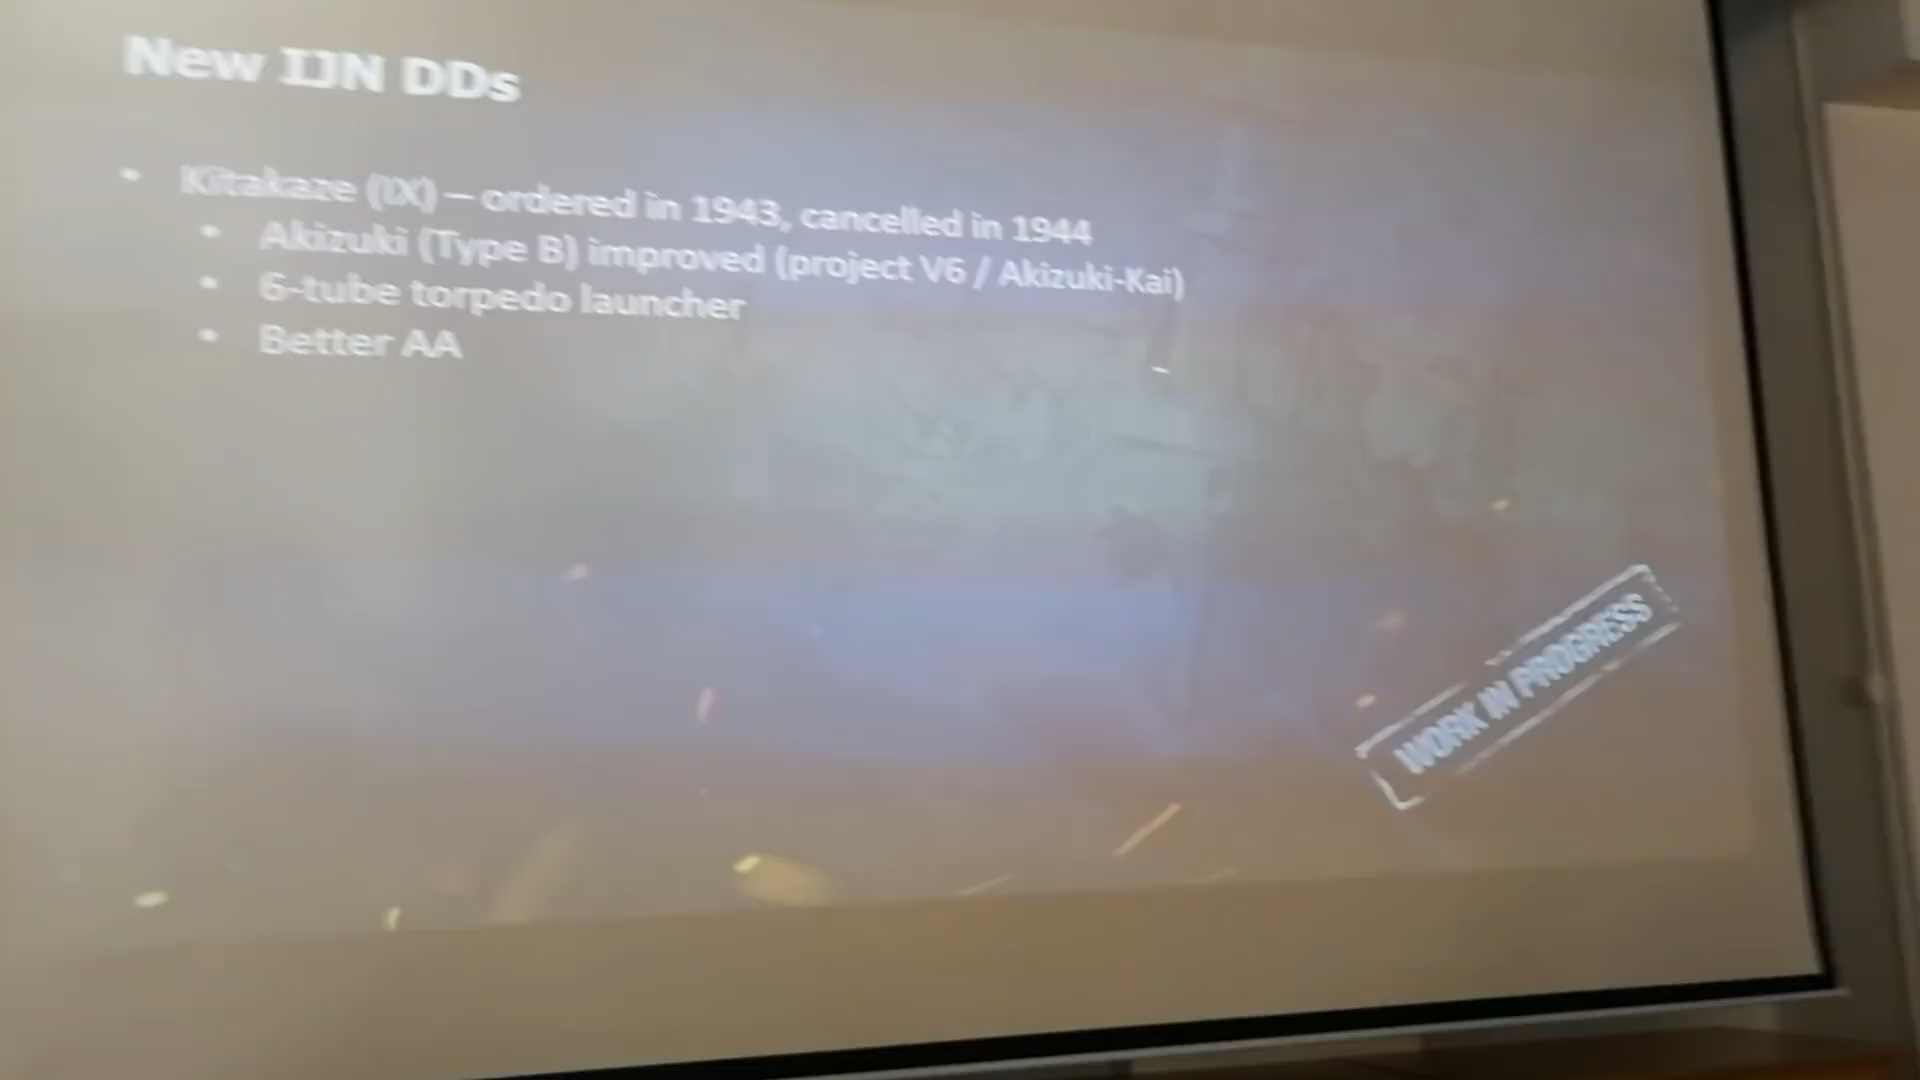 New IJN DDs
• Kitakaze (IX) – ordered in 1943, cancelled in 1944
• Akizuki (Type B) improved (project V6 / Akizuki-Kai)
• 6-tube torpedo launcher
• Better AA
WORK IN PROGRESS